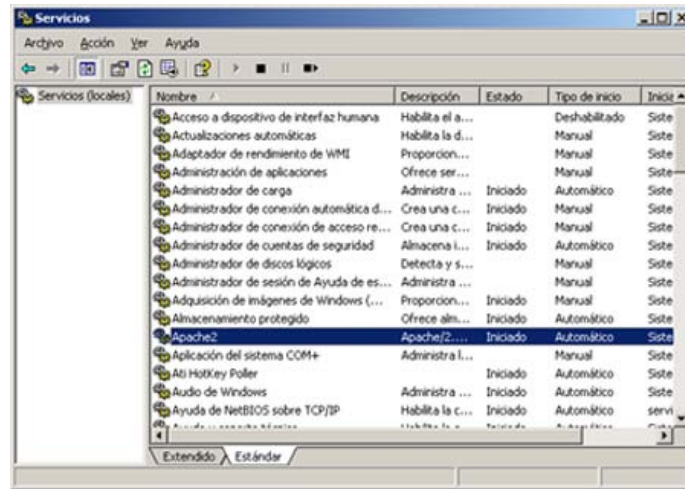 Servicios
Archivo Acción Ver Ayuda
Servicios (locales)
Nombre Descripción Estado Tipo de inicio Inicia
Acceso a dispositivo de interfaz humana Habilita el a... Deshabilitado Siste
Actualizaciones automáticas Habilita la d... Manual Siste
Adaptador de rendimiento de WMI Proporcion... Manual Siste
Administración de aplicaciones Ofrece ser... Manual Siste
Administrador de carga Administra ... Iniciado Automático Siste
Administrador de conexión automática d... Crea una c... Iniciado Manual Siste
Administrador de conexión de acceso re... Crea una c... Iniciado Manual Siste
Administrador de cuentas de seguridad Almacena i... Iniciado Automático Siste
Administrador de discos lógicos Detecta y s... Manual Siste
Administrador de sesión de Ayuda de es... Administra ... Manual Siste
Adquisición de imágenes de Windows (... Proporcion... Iniciado Manual Siste
Almacenamiento protegido Ofrece alm... Iniciado Automático Siste
Apache2 Apache/2.... Iniciado Automático Siste
Aplicación del sistema COM+ Administra l... Manual Siste
Ati HotKey Poller Iniciado Automático Siste
Audio de Windows Administra ... Iniciado Automático Siste
Ayuda de NetBIOS sobre TCP/IP Habilita la c... Iniciado Automático servi
Extendido Estándar